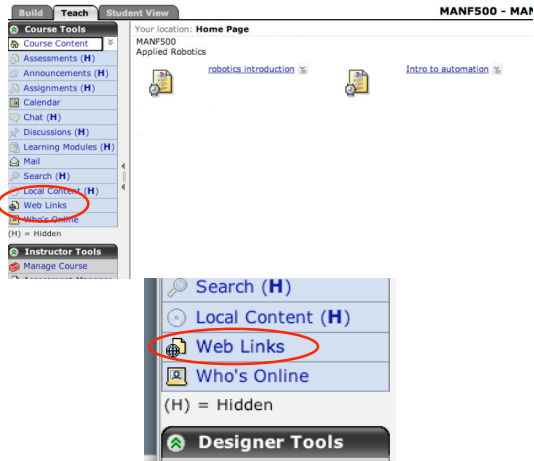 Build Teach Student View MANF500 - MAN
Course Tools Your location: Home Page
Course Content MANF500
Applied Robotics
Assessments (H)
robotics introduction Intro to automation
Announcements (H)
Assignments (H)
Calendar
Chat (H)
Discussions (H)
Learning Modules (H)
Mail
Search (H)
Local Content (H)
Web Links
Who's Online
(H) = Hidden
Instructor Tools
Manage Course
Assessment Manager
Search (H)
Local Content (H)
Web Links
Who's Online
(H) = Hidden
Designer Tools